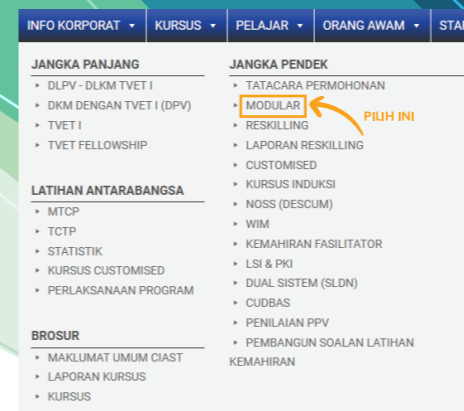 INFO KORPORAT KURSUS PELAJAR ORANG AWAM
JANGKA PANJANG
DLPV - DLKM TVET I
DKM DENGAN TVET I (DPV)
TVET I
TVET FELLOWSHIP
LATIHAN ANTARABANGSA
MTCP
TCTP
STATISTIK
KURSUS CUSTOMISED
PERLAKSANAAN PROGRAM
BROSUR
MAKLUMAT UMUM CIAST
LAPORAN KURSUS
KURSUS
JANGKA PENDEK
TATACARA PERMOHONAN
MODULAR
PILIH INI
RESKILLING
LAPORAN RESKILLING
CUSTOMISED
KURSUS INDUKSI
NOSS (DESCUM)
WIM
KEMAHIRAN FASILITATOR
LSI & PKI
DUAL SISTEM (SLDN)
CUDBAS
PENILAIAN PPV
PEMBANGUN SOALAN LATIHAN
KEMAHIRAN